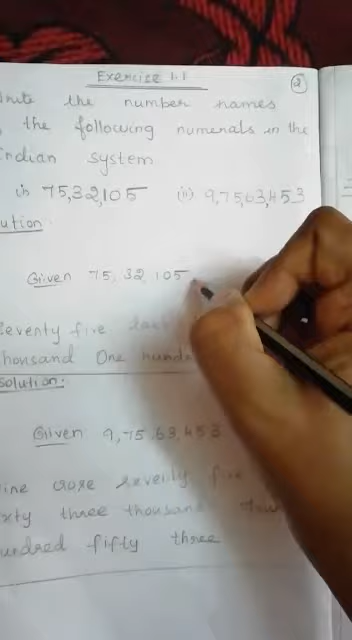 Exercise 1.1
2
the number names
the following numerals in the
Indian system
(i) 75,32,105 (ii) 9,75,63,453
Given 75, 32, 105
Seventy five
thousand One
Solution.
Given 9,75,63,453
crore seventy five
three thousand
hundred fifty three